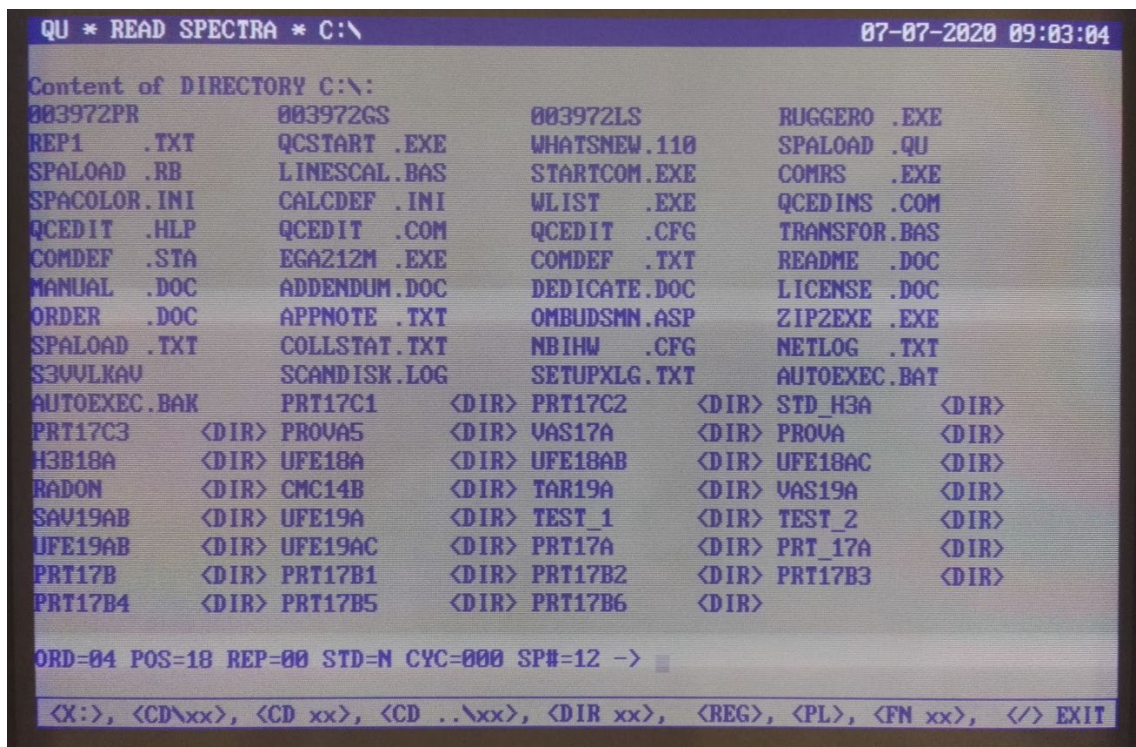 QU * READ SPECTRA * C:\ 07-07-2020 09:03:04
Content of DIRECTORY C:\:
003972PR 003972GS 003972LS RUGGERO .EXE
REP1 .TXT QCSTART .EXE WHATSNEW.110 SPALOAD .QU
SPALOAD .RB LINESCAL.BAS STARTCOM.EXE COMRS .EXE
SPACOLOR.INI CALCDEF .INI WLIST .EXE QCEDINS .COM
QCEDIT .HLP QCEDIT .COM QCEDIT .CFG TRANSFOR.BAS
COMDEF .STA EGA212M .EXE COMDEF .TXT README .DOC
MANUAL .DOC ADDENDUM.DOC DEDICATE.DOC LICENSE .DOC
ORDER .DOC APPNOTE .TXT OMBUDSMN.ASP ZIP2EXE .EXE
SPALOAD .TXT COLLSTAT.TXT NBIHW .CFG NETLOG .TXT
S3VVLKAV SCANDISK.LOG SETUPXLG.TXT AUTOEXEC.BAT
AUTOEXEC.BAK PRT17C1 <DIR> PRT17C2 <DIR> STD_H3A <DIR>
PRT17C3 <DIR> PROVA5 <DIR> VAS17A <DIR> PROVA <DIR>
H3B18A <DIR> UFE18A <DIR> UFE18AB <DIR> UFE18AC <DIR>
RADON <DIR> CMC14B <DIR> TAR19A <DIR> VAS19A <DIR>
SAV19AB <DIR> UFE19A <DIR> TEST_1 <DIR> TEST_2 <DIR>
UFE19AB <DIR> UFE19AC <DIR> PRT17A <DIR> PRT_17A <DIR>
PRT17B <DIR> PRT17B1 <DIR> PRT17B2 <DIR> PRT17B3 <DIR>
PRT17B4 <DIR> PRT17B5 <DIR> PRT17B6 <DIR>
ORD=04 POS=18 REP=00 STD=N CYC=000 SP#=12 ->
<X:>, <CD\xx>, <CD xx>, <CD ..\xx>, <DIR xx>, <REG>, <PL>, <FN xx>, </> EXIT